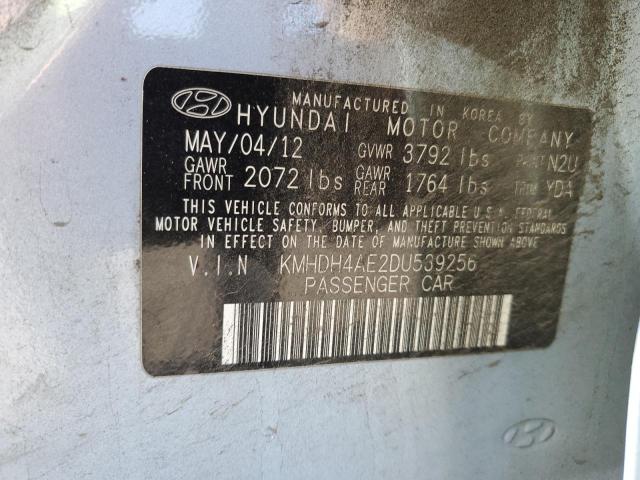 MANUFACTURED IN KOREA BY
HYUNDAI MOTOR COMPANY
MAY/04/12 GVWR 3792 lbs PAINT N2U
GAWR FRONT 2072 lbs GAWR REAR 1764 lbs TRIM YDA
THIS VEHICLE CONFORMS TO ALL APPLICABLE U.S.A. FEDERAL
MOTOR VEHICLE SAFETY, BUMPER, AND THEFT PREVENTION
STANDARDS IN EFFECT ON THE DATE OF MANUFACTURE SHOWN ABOVE.
V.I.N KMHDH4AE2DU539256
PASSENGER CAR